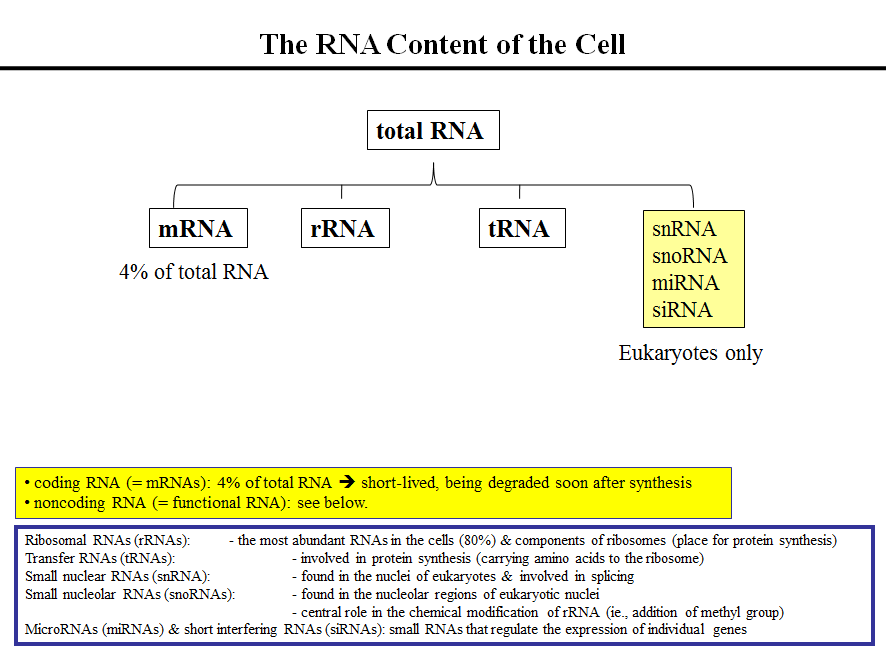 The RNA Content of the Cell
total RNA
mRNA
rRNA
tRNA
snRNA
snoRNA
miRNA
siRNA
4% of total RNA
Eukaryotes only
• coding RNA (= mRNAs): 4% of total RNA ➔ short-lived, being degraded soon after synthesis
• noncoding RNA (= functional RNA): see below.
Ribosomal RNAs (rRNAs): - the most abundant RNAs in the cells (80%) & components of ribosomes (place for protein synthesis)
Transfer RNAs (tRNAs): - involved in protein synthesis (carrying amino acids to the ribosome)
Small nuclear RNAs (snRNA): - found in the nuclei of eukaryotes & involved in splicing
Small nucleolar RNAs (snoRNAs): - found in the nucleolar regions of eukaryotic nuclei
- central role in the chemical modification of rRNA (ie., addition of methyl group)
MicroRNAs (miRNAs) & short interfering RNAs (siRNAs): small RNAs that regulate the expression of individual genes